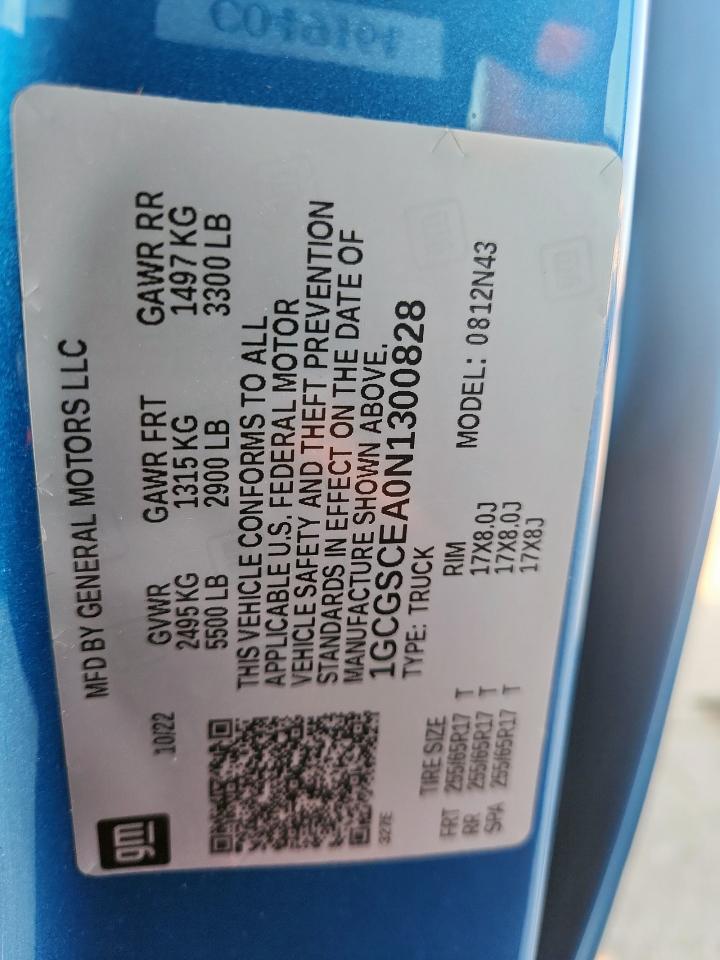 C049161
gm
10/22
MFD BY GENERAL MOTORS LLC
GVWR GAWR FRT GAWR RR
2495 KG 1315 KG 1497 KG
5500 LB 2900 LB 3300 LB
THIS VEHICLE CONFORMS TO ALL
APPLICABLE U.S. FEDERAL MOTOR
VEHICLE SAFETY AND THEFT PREVENTION
STANDARDS IN EFFECT ON THE DATE OF
MANUFACTURE SHOWN ABOVE.
1GCGSCEA0N1300828
TYPE: TRUCK
327E
TIRE SIZE RIM MODEL: 0812N43
FRT 255/65R17 T 17X8.0J
RR 255/65R17 T 17X8.0J
SPA 255/65R17 T 17X8J